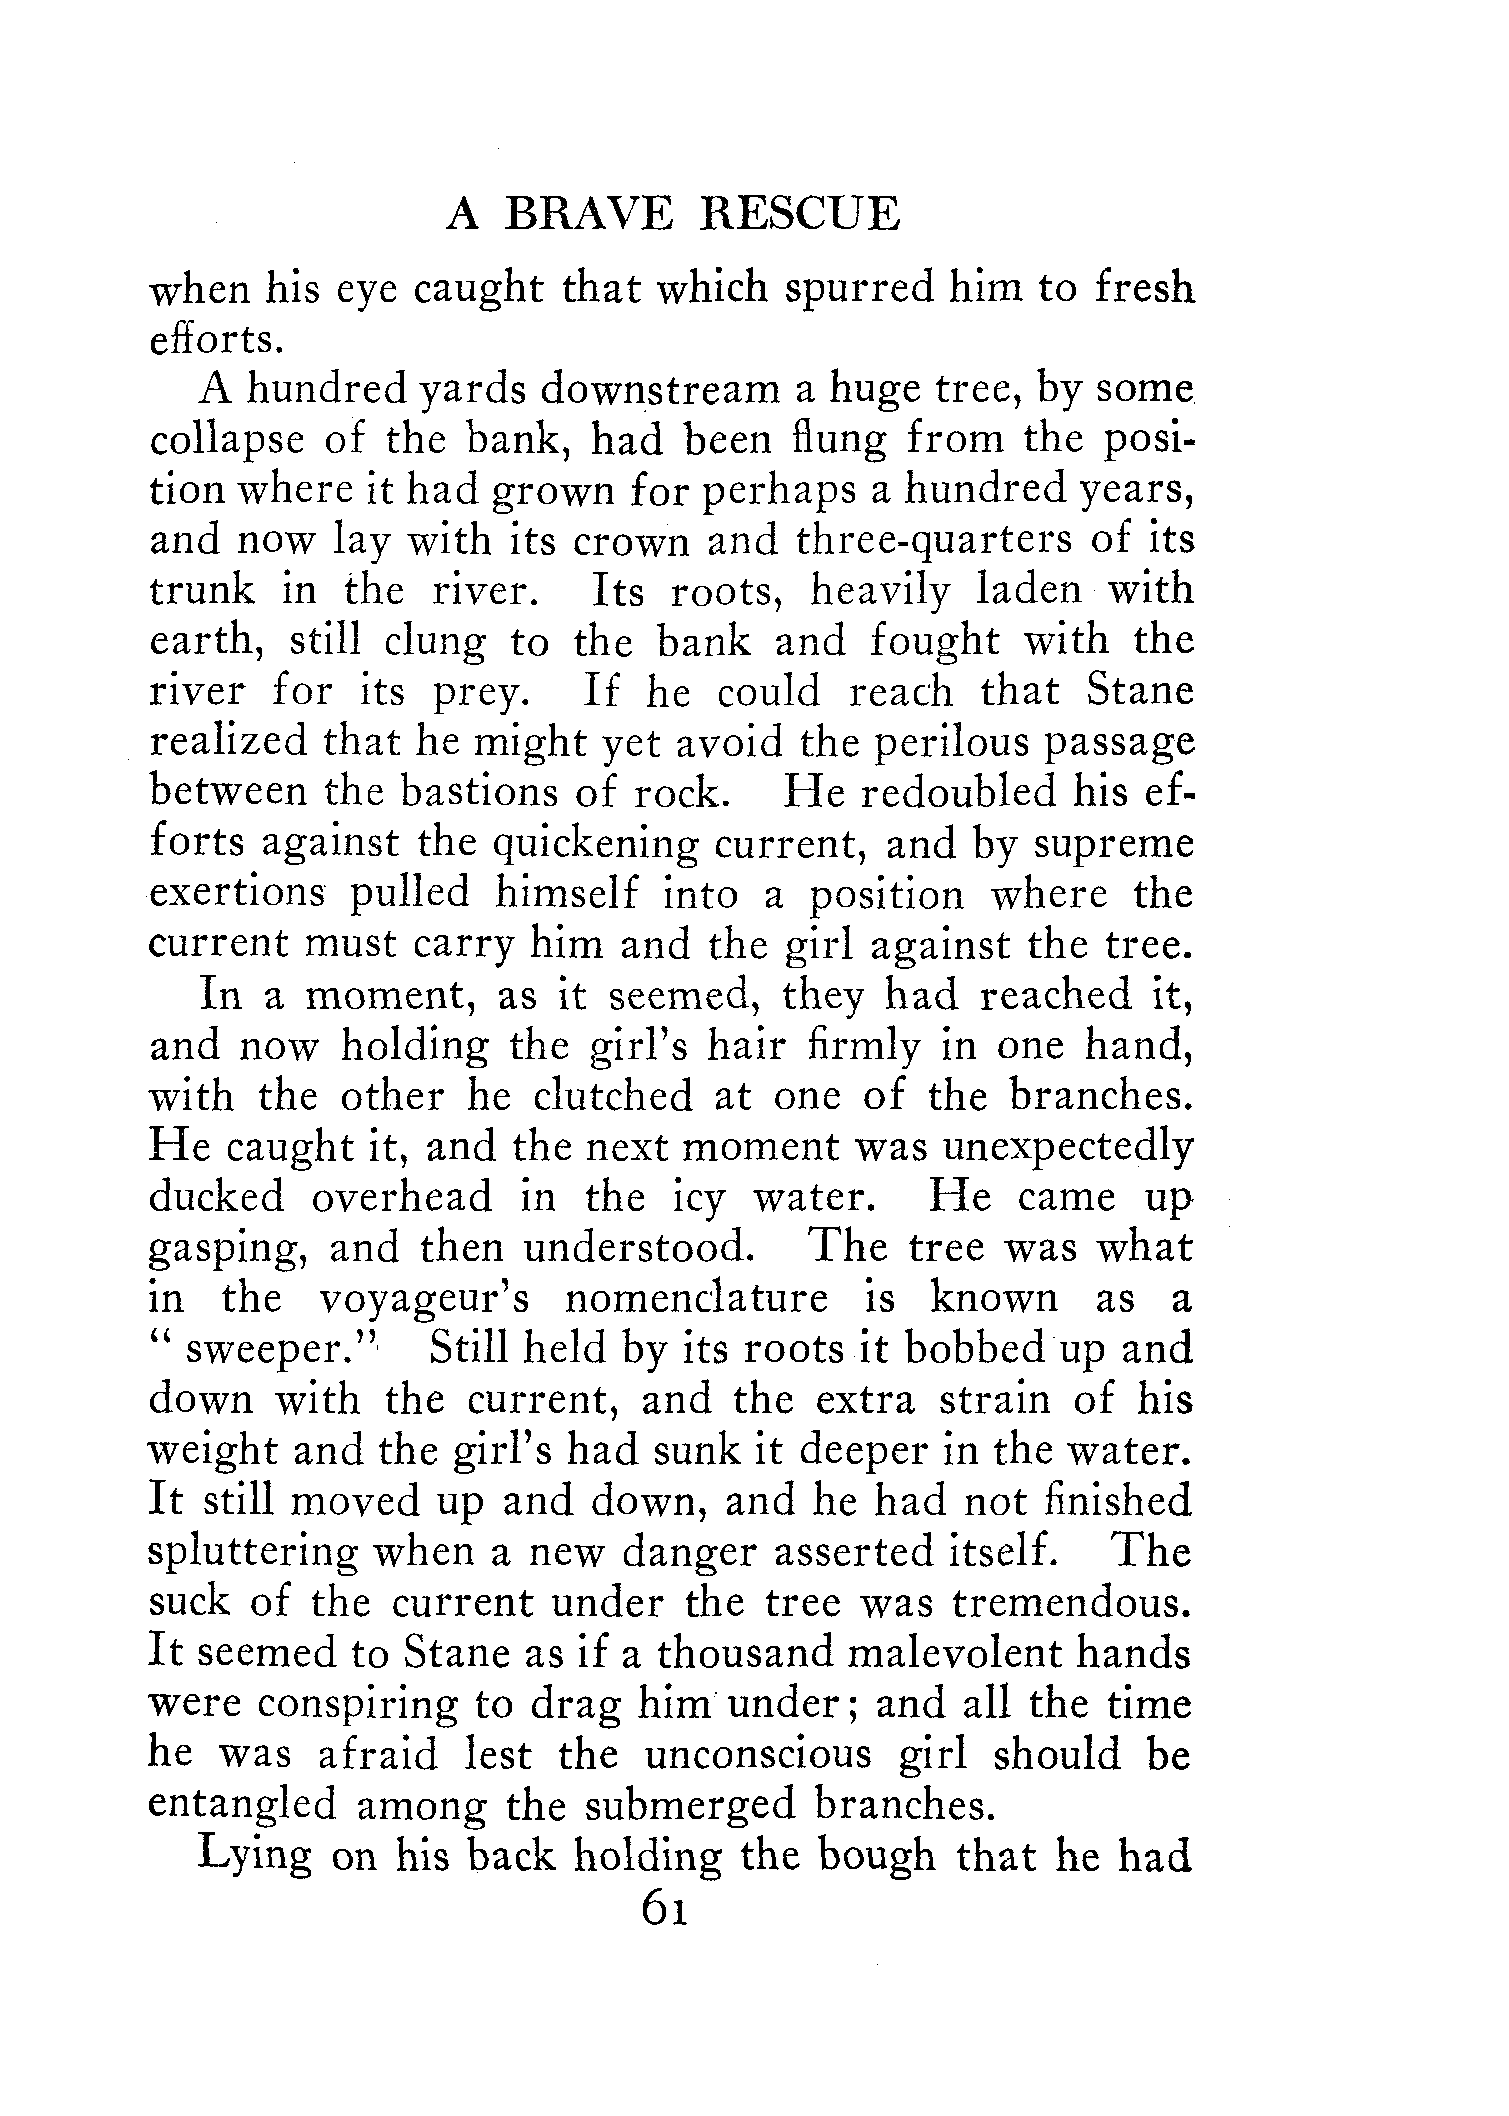 A BRAVE RESCUE
when his eye caught that which spurred him to fresh
efforts.
A hundred yards downstream a huge tree, by some
collapse of the bank, had been flung from the posi-
tion where it had grown for perhaps a hundred years,
and now lay with its crown and three-quarters of its
trunk in the river. Its roots, heavily laden with
earth, still clung to the bank and fought with the
river for its prey. If he could reach that Stane
realized that he might yet avoid the perilous passage
between the bastions of rock. He redoubled his ef-
forts against the quickening current, and by supreme
exertions pulled himself into a position where the
current must carry him and the girl against the tree.
In a moment, as it seemed, they had reached it,
and now holding the girl's hair firmly in one hand,
with the other he clutched at one of the branches.
He caught it, and the next moment was unexpectedly
ducked overhead in the icy water. He came up
gasping, and then understood. The tree was what
in the voyageur's nomenclature is known as a
" sweeper." Still held by its roots it bobbed up and
down with the current, and the extra strain of his
weight and the girl's had sunk it deeper in the water.
It still moved up and down, and he had not finished
spluttering when a new danger asserted itself. The
suck of the current under the tree was tremendous.
It seemed to Stane as if a thousand malevolent hands
were conspiring to drag him under; and all the time
he was afraid lest the unconscious girl should be
entangled among the submerged branches.
Lying on his back holding the bough that he had
61